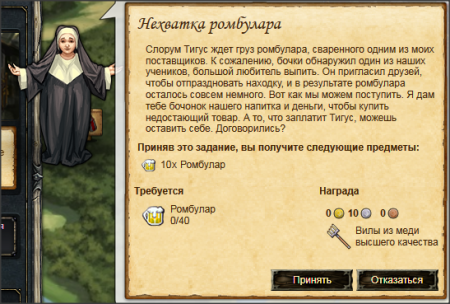 Нехватка ромбулара
Слорум Тигус ждет груз ромбулара, сваренного одним из моих
поставщиков. К сожалению, бочки обнаружил один из наших
учеников, большой любитель выпить. Он пригласил друзей,
чтобы отпраздновать находку, и в результате ромбулара
осталось совсем немного. Вот как мы можем поступить. Я дам
тебе бочонок нашего напитка и деньги, чтобы купить
недостающий товар. А то, что заплатит Тигус, можешь
оставить себе. Договорились?
Приняв это задание, вы получите следующие предметы:
10x Ромбулар
Требуется
Ромбулар
0/40
Награда
0 10 0
Вилы из меди
высшего качества
Принять
Отказаться